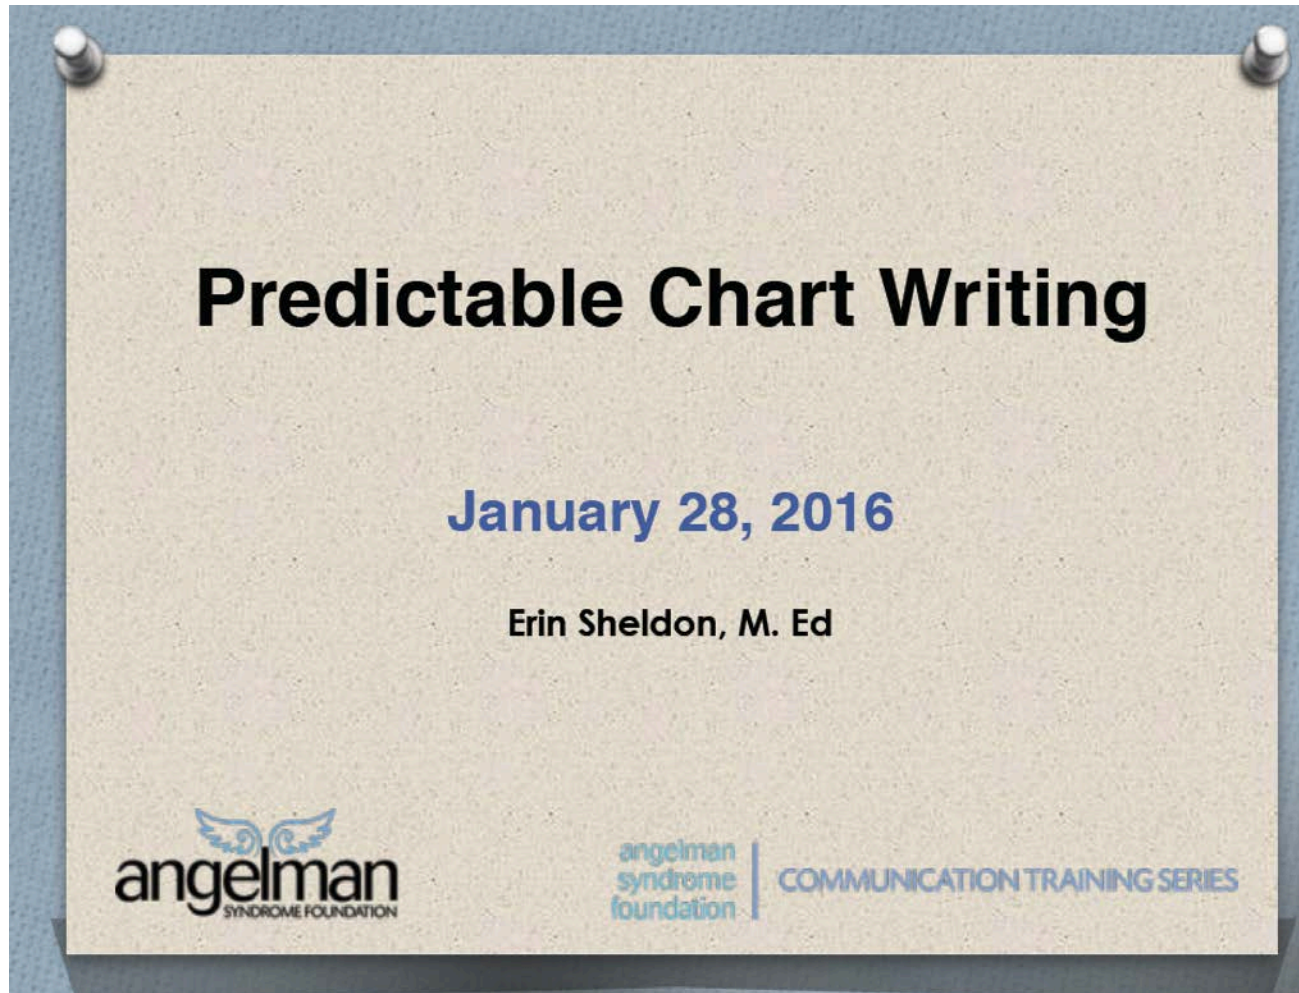 Predictable Chart Writing
January 28, 2016
Erin Sheldon, M. Ed
angelman
SYNDROME FOUNDATION
angelman
syndrome
foundation
COMMUNICATION TRAINING SERIES